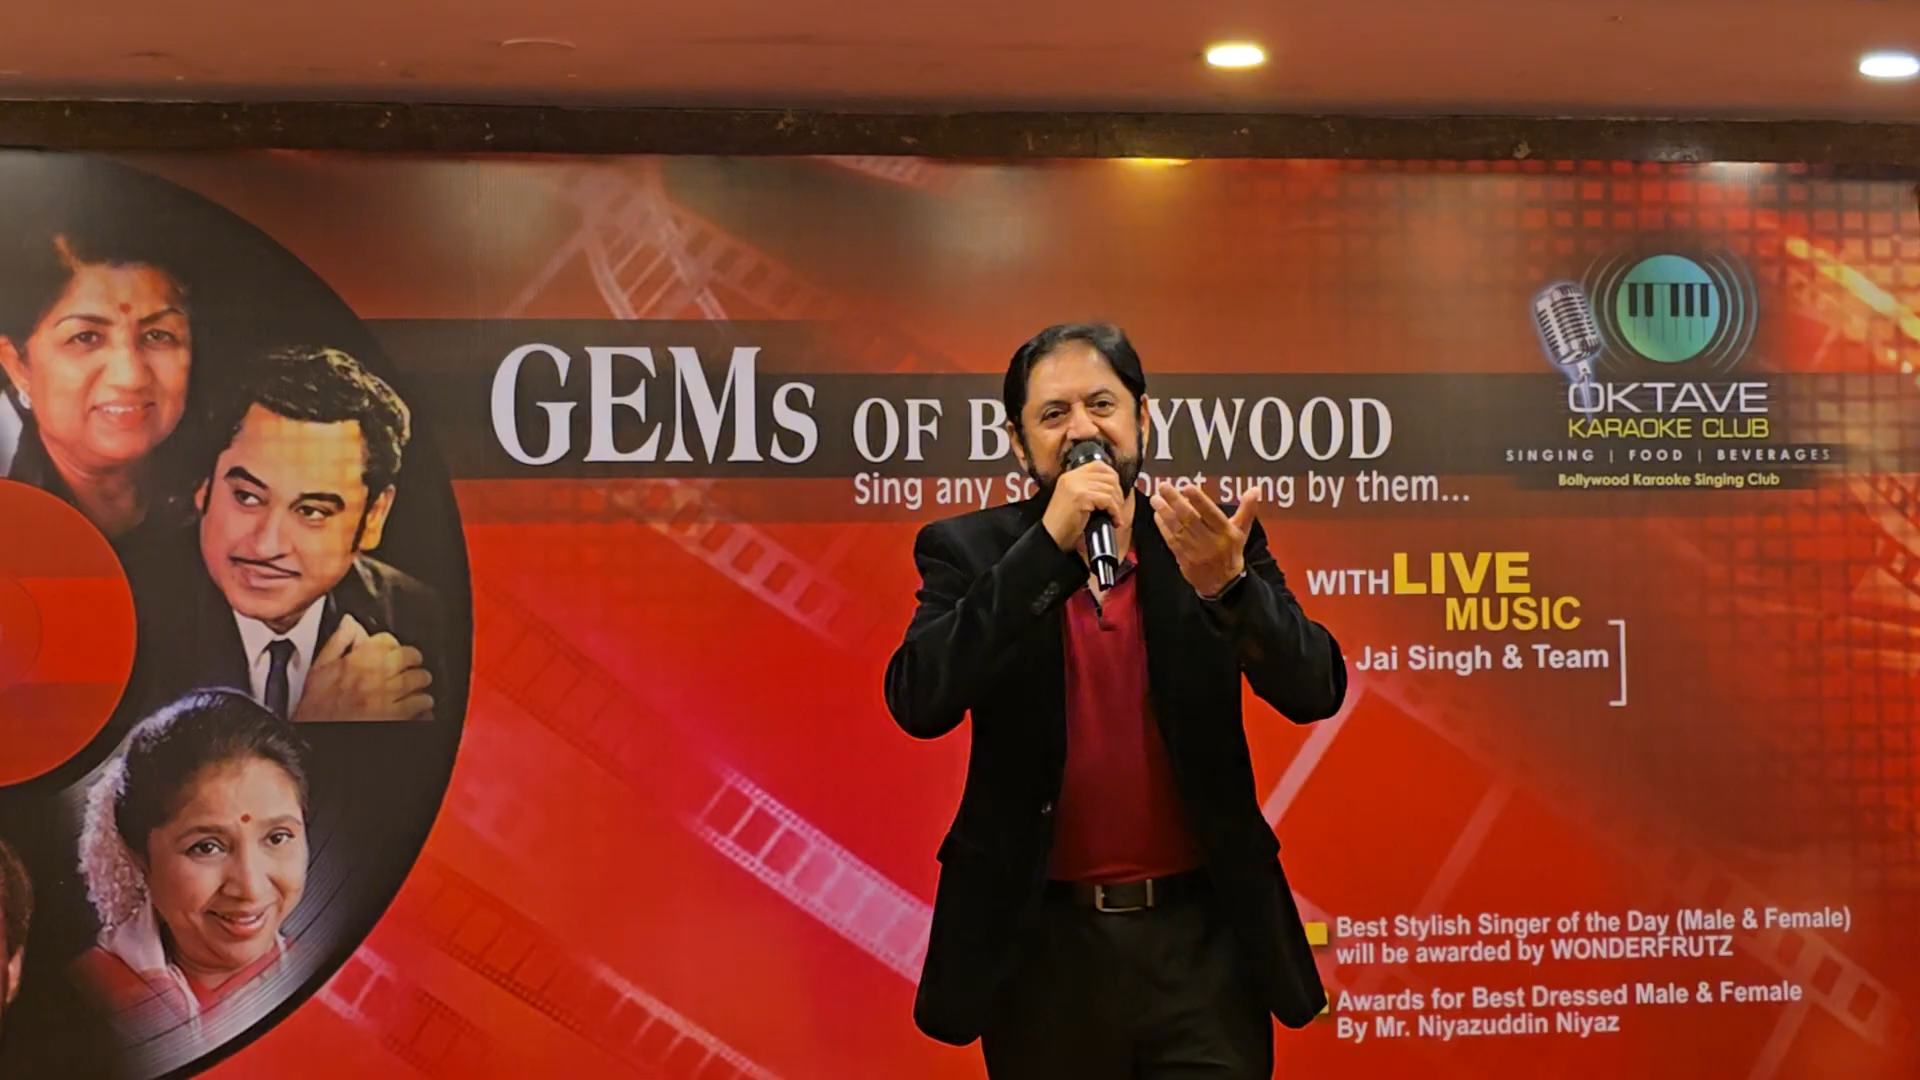 GEMs OF B YWOOD
Sing any Duet sung by them...
OKTAVE
KARAOKE CLUB
SINGING | FOOD | BEVERAGES
Bollywood Karaoke Singing Club
WITH LIVE
MUSIC
- Jai Singh & Team
Best Stylish Singer of the Day (Male & Female)
will be awarded by WONDERFRUTZ
Awards for Best Dressed Male & Female
By Mr. Niyazuddin Niyaz